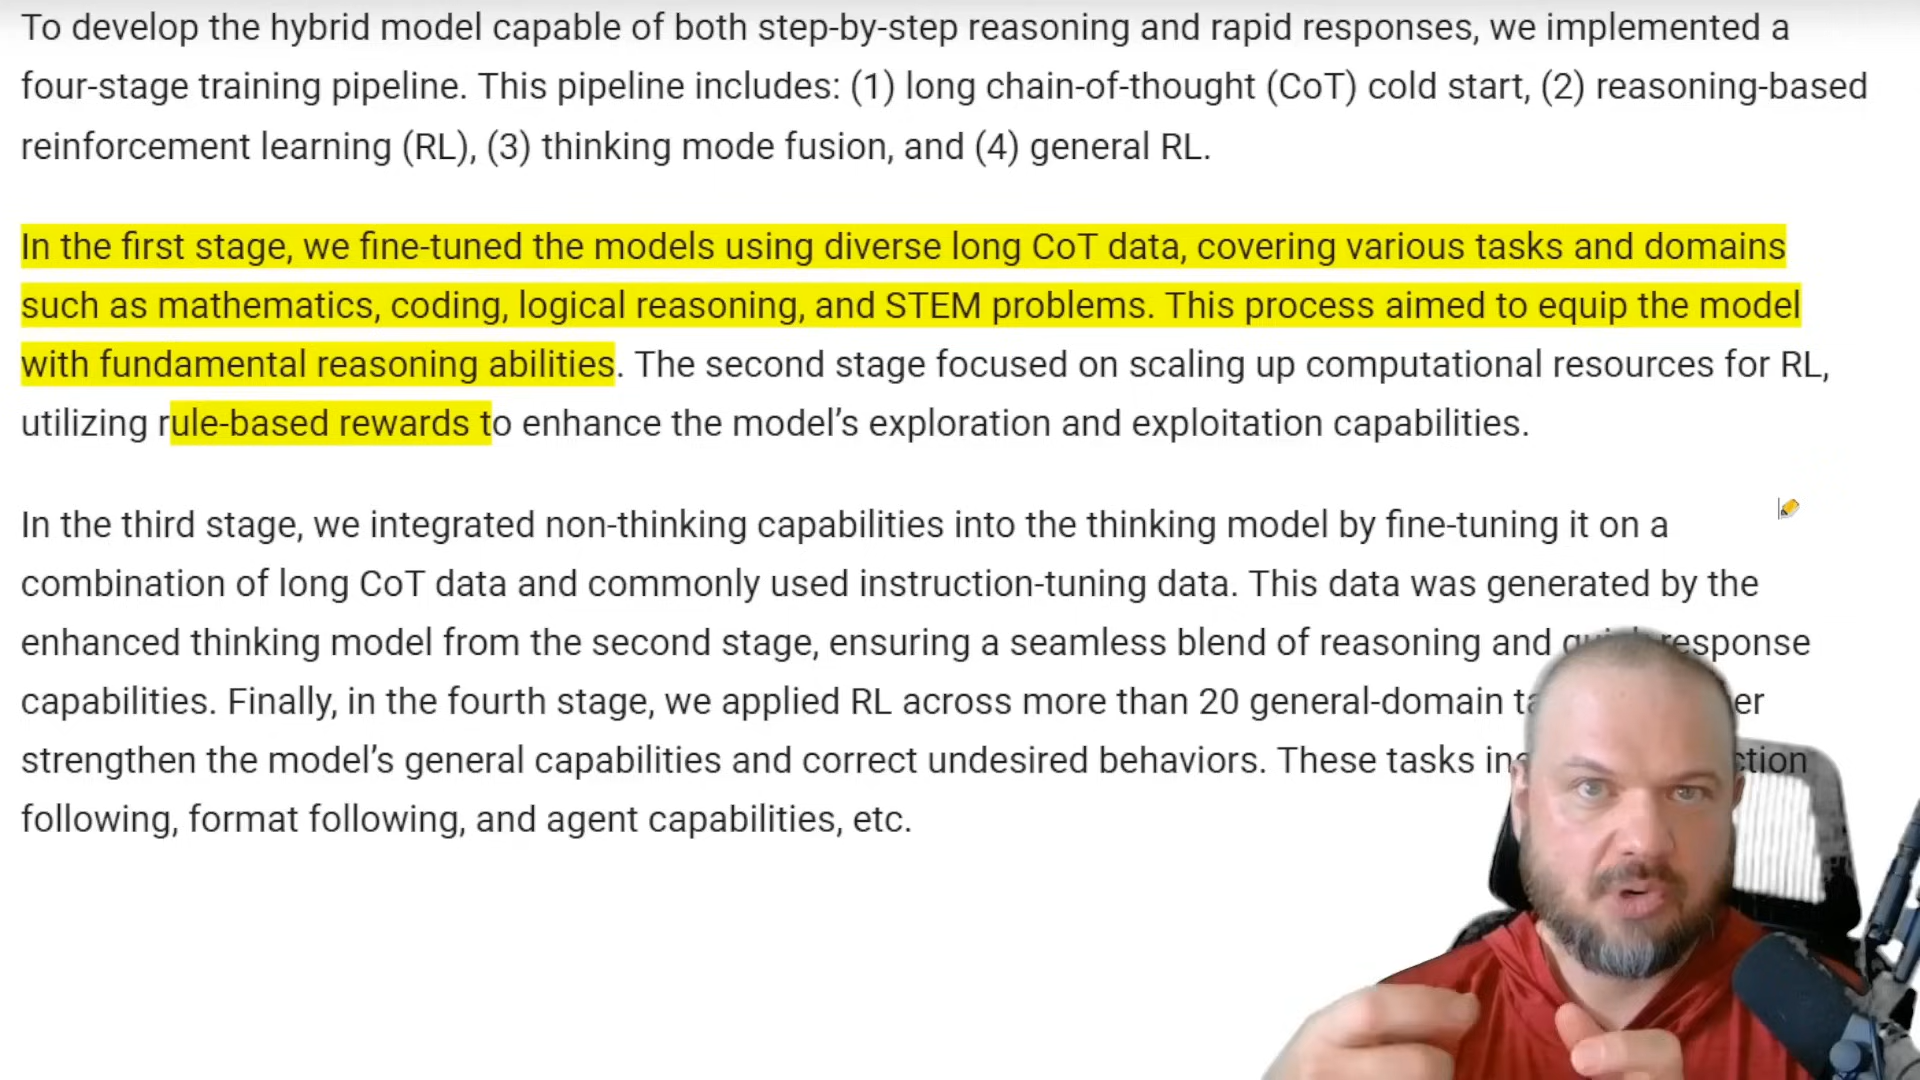 To develop the hybrid model capable of both step-by-step reasoning and rapid responses, we implemented a
four-stage training pipeline. This pipeline includes: (1) long chain-of-thought (CoT) cold start, (2) reasoning-based
reinforcement learning (RL), (3) thinking mode fusion, and (4) general RL.
In the first stage, we fine-tuned the models using diverse long CoT data, covering various tasks and domains
such as mathematics, coding, logical reasoning, and STEM problems. This process aimed to equip the model
with fundamental reasoning abilities. The second stage focused on scaling up computational resources for RL,
utilizing rule-based rewards to enhance the model’s exploration and exploitation capabilities.
In the third stage, we integrated non-thinking capabilities into the thinking model by fine-tuning it on a
combination of long CoT data and commonly used instruction-tuning data. This data was generated by the
enhanced thinking model from the second stage, ensuring a seamless blend of reasoning and response
capabilities. Finally, in the fourth stage, we applied RL across more than 20 general-domain
strengthen the model’s general capabilities and correct undesired behaviors. These tasks
following, format following, and agent capabilities, etc.